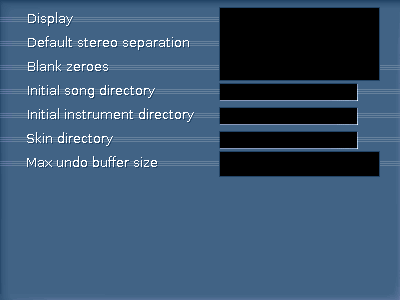 Display
Default stereo separation
Blank zeroes
Initial song directory
Initial instrument directory
Skin directory
Max undo buffer size